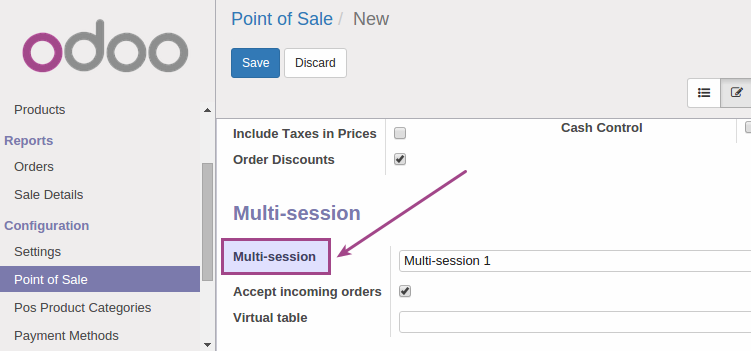 odoo
Products
Reports
Orders
Sale Details
Configuration
Settings
Point of Sale
Pos Product Categories
Payment Methods
Point of Sale / New
Save Discard
Include Taxes in Prices Cash Control
Order Discounts
Multi-session
Multi-session Multi-session 1
Accept incoming orders
Virtual table